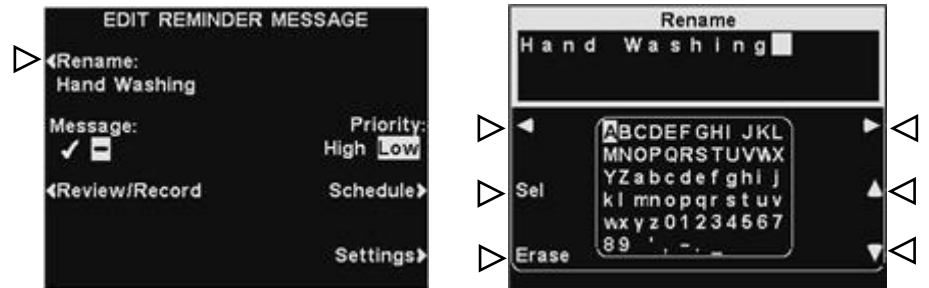 EDIT REMINDER MESSAGE
Rename:
Hand Washing
Message: Priority:
✓ – High Low
Review/Record Schedule
Settings
Rename
Hand Washing
ABCDEFGHIJKL
MNOPQRSTUVWX
YZabcdefghij
Sel
klmnopqrstuv
wxyz01234567
89 ',-._
Erase